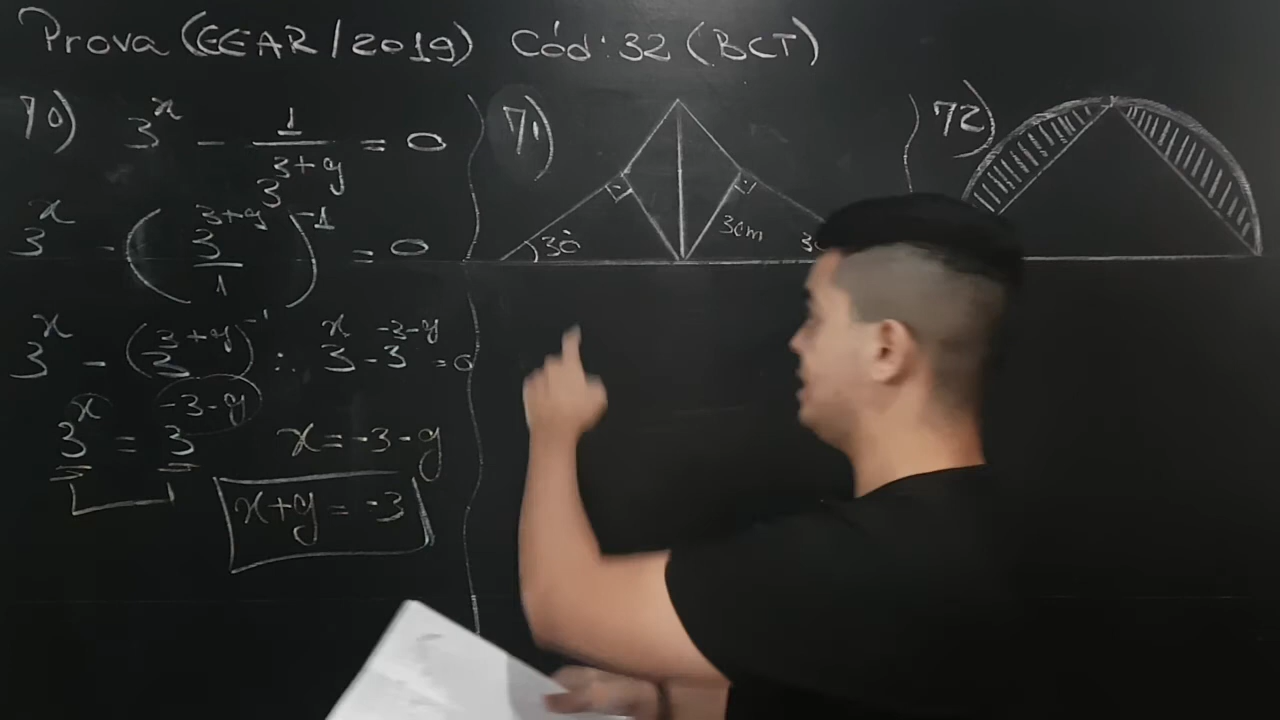 Prova (EEAR/2019) Cód: 32 (BCT)
70) 3^x - 1/3^(3+y) = 0
3^x - (3^(3+y)/1)^-1 = 0
3^x - (3^(3+y))^-1 ∴ 3^x - 3^(-3-y) = 0
3^x = 3^(-3-y) x = -3-y
x+y = -3
71)
30°
3cm
72)